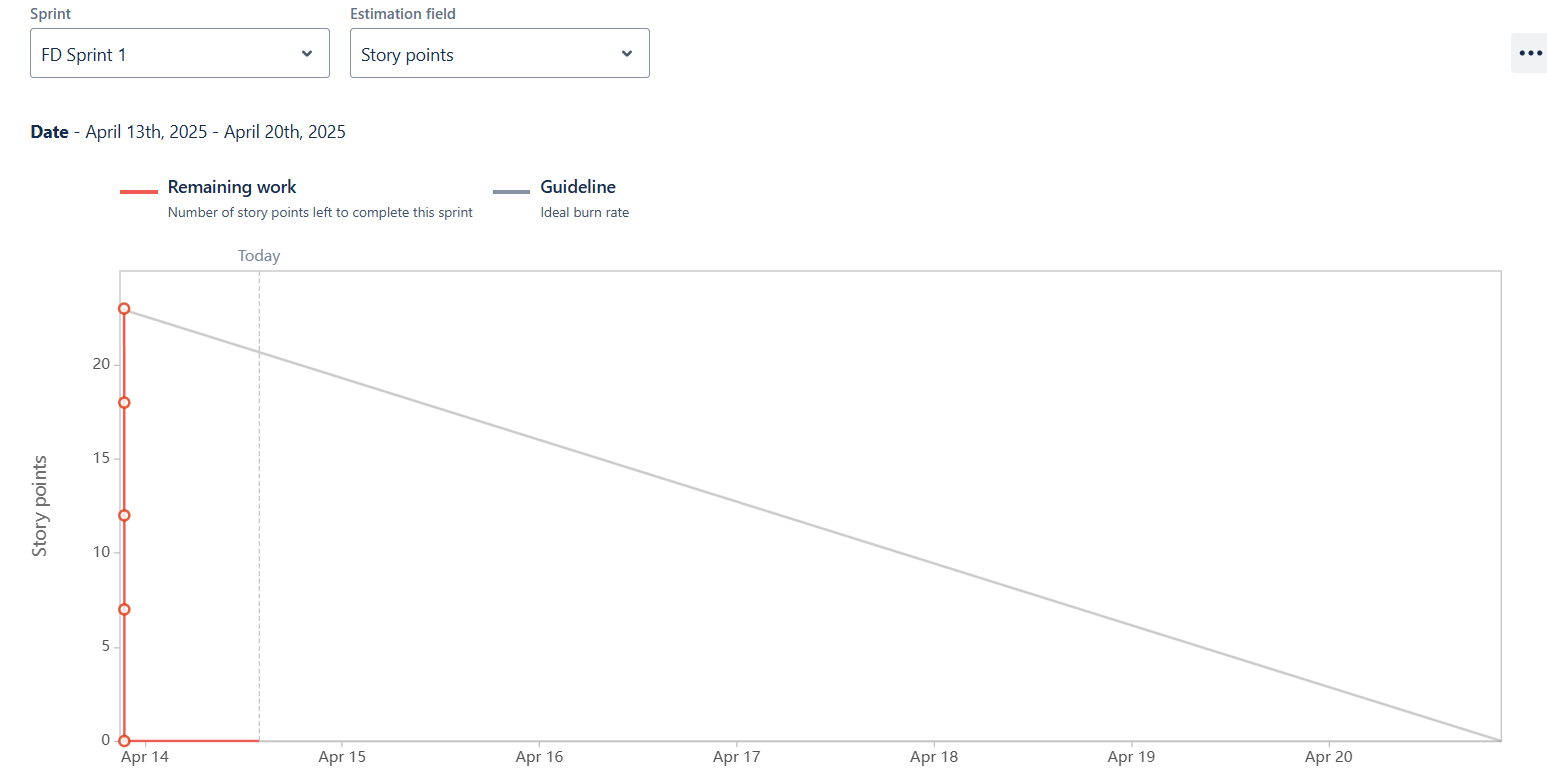 Sprint
Estimation field
FD Sprint 1
Story points
Date - April 13th, 2025 - April 20th, 2025
Remaining work
Number of story points left to complete this sprint
Guideline
Ideal burn rate
Today
Story points
20
15
10
5
0
Apr 14
Apr 15
Apr 16
Apr 17
Apr 18
Apr 19
Apr 20